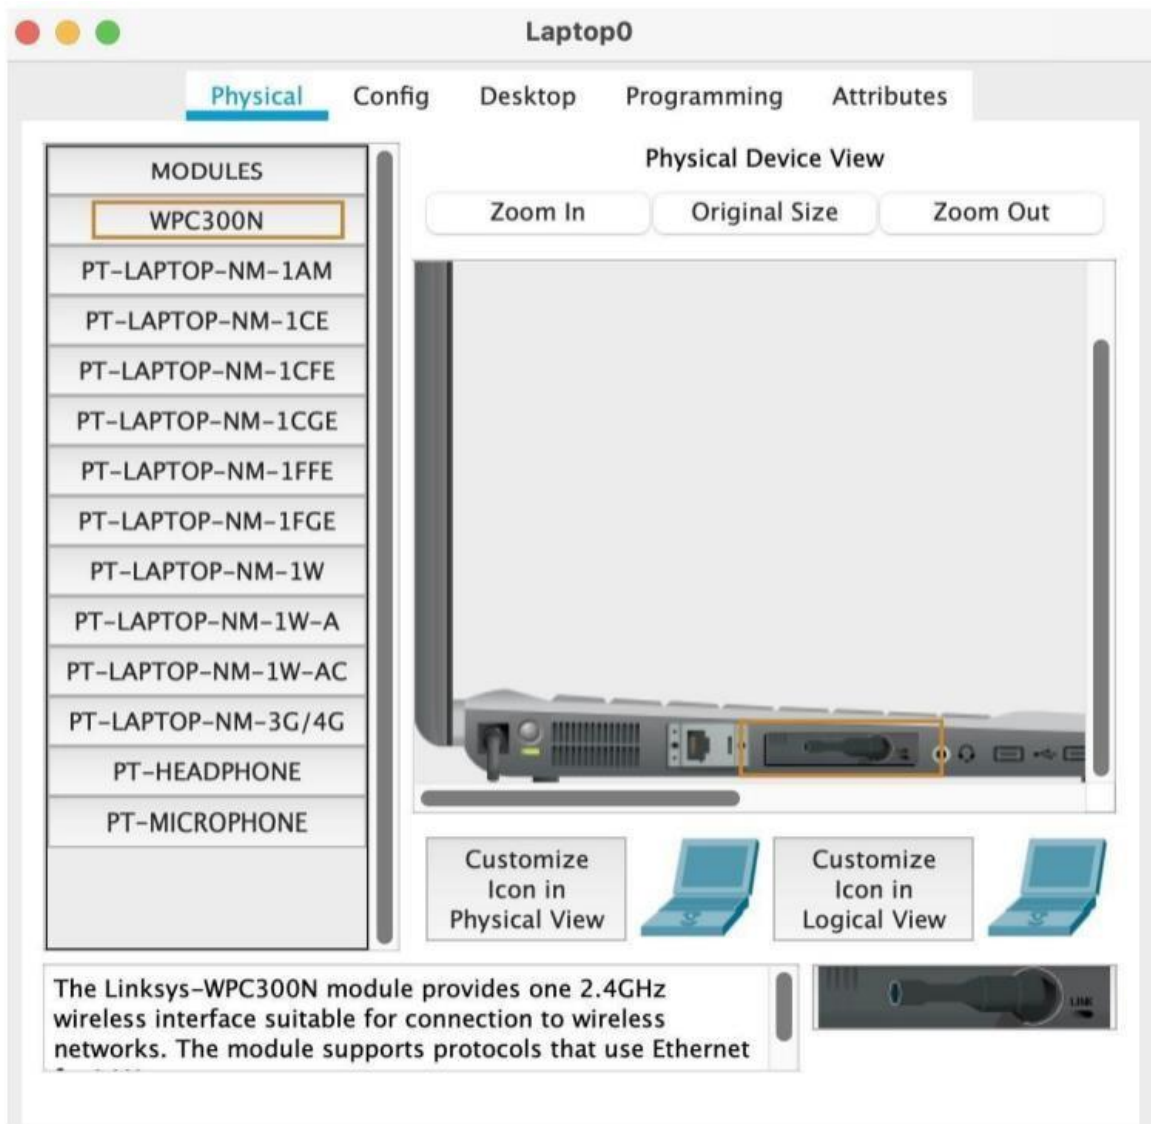 Laptop0
Physical Config Desktop Programming Attributes
MODULES
WPC300N
PT-LAPTOP-NM-1AM
PT-LAPTOP-NM-1CE
PT-LAPTOP-NM-1CFE
PT-LAPTOP-NM-1CGE
PT-LAPTOP-NM-1FFE
PT-LAPTOP-NM-1FGE
PT-LAPTOP-NM-1W
PT-LAPTOP-NM-1W-A
PT-LAPTOP-NM-1W-AC
PT-LAPTOP-NM-3G/4G
PT-HEADPHONE
PT-MICROPHONE
Physical Device View
Zoom In Original Size Zoom Out
Customize
Icon in
Physical View
Customize
Icon in
Logical View
The Linksys-WPC300N module provides one 2.4GHz
wireless interface suitable for connection to wireless
networks. The module supports protocols that use Ethernet
LINK